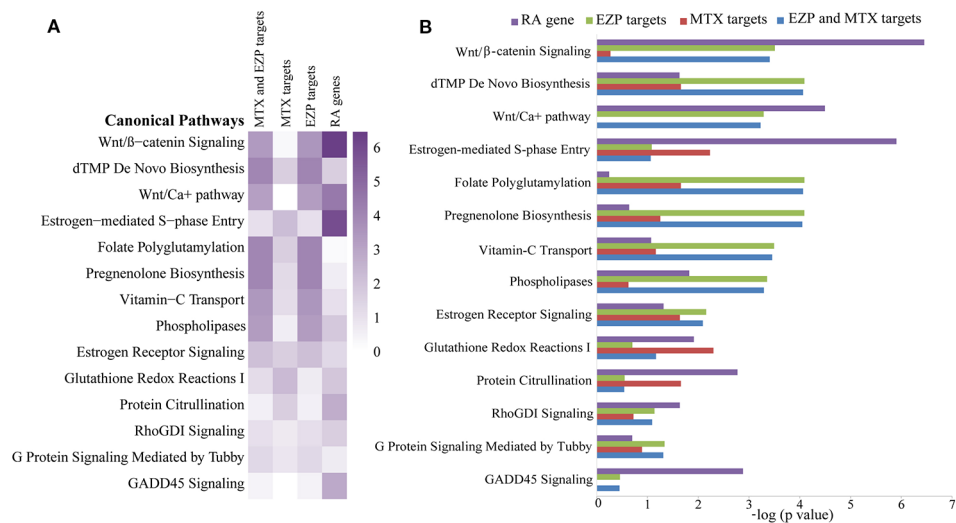 A
MTX and EZP targets
MTX targets
EZP targets
RA genes
Canonical Pathways
Wnt/ß−catenin Signaling
dTMP De Novo Biosynthesis
Wnt/Ca+ pathway
Estrogen−mediated S−phase Entry
Folate Polyglutamylation
Pregnenolone Biosynthesis
Vitamin−C Transport
Phospholipases
Estrogen Receptor Signaling
Glutathione Redox Reactions I
Protein Citrullination
RhoGDI Signaling
G Protein Signaling Mediated by Tubby
GADD45 Signaling
6
5
4
3
2
1
0
B
RA gene EZP targets MTX targets EZP and MTX targets
Wnt/β-catenin Signaling
dTMP De Novo Biosynthesis
Wnt/Ca+ pathway
Estrogen-mediated S-phase Entry
Folate Polyglutamylation
Pregnenolone Biosynthesis
Vitamin-C Transport
Phospholipases
Estrogen Receptor Signaling
Glutathione Redox Reactions I
Protein Citrullination
RhoGDI Signaling
G Protein Signaling Mediated by Tubby
GADD45 Signaling
0 1 2 3 4 5 6 7
-log (p value)